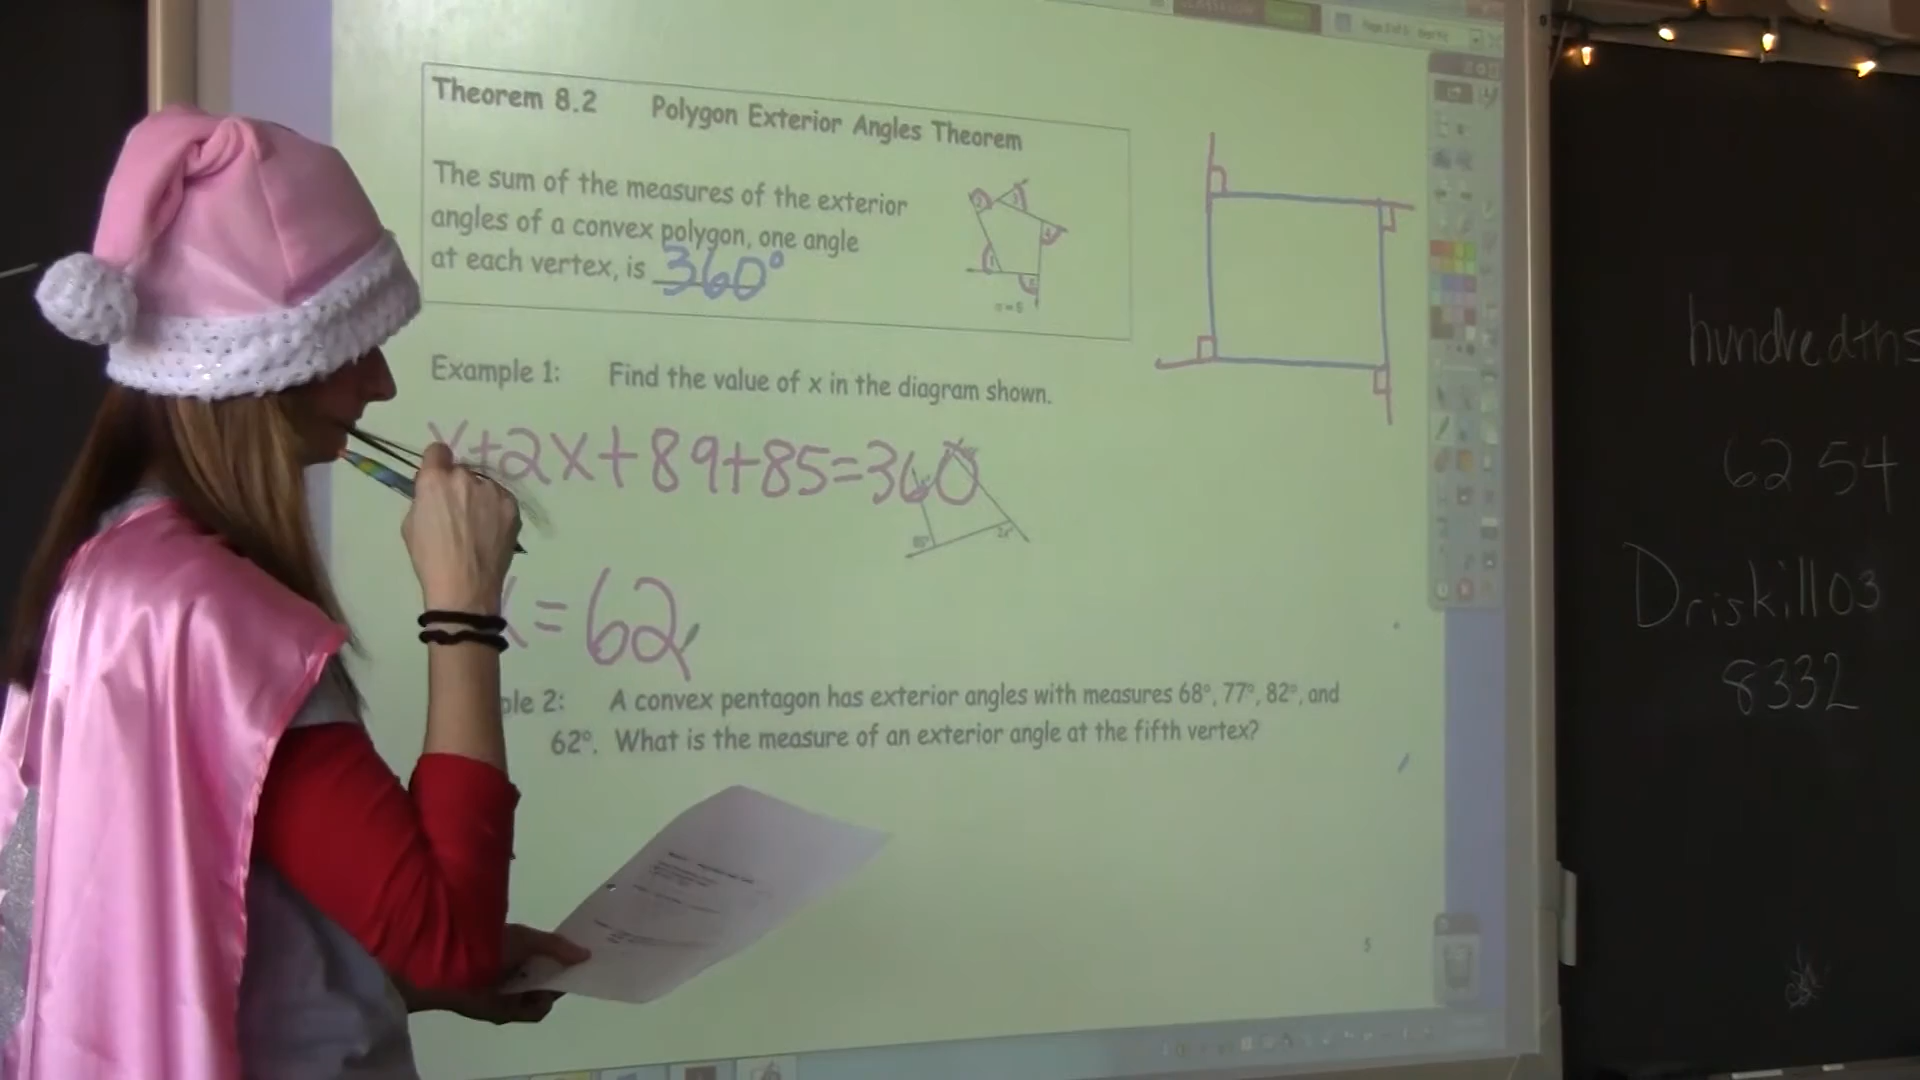 Theorem 8.2 Polygon Exterior Angles Theorem
The sum of the measures of the exterior
angles of a convex polygon, one angle
at each vertex, is 360°
Example 1: Find the value of x in the diagram shown.
x+2x+89+85=360
x=62
ple 2: A convex pentagon has exterior angles with measures 68°, 77°, 82°, and
62°. What is the measure of an exterior angle at the fifth vertex?
5
hundredths
62 54
Driskill03
8332